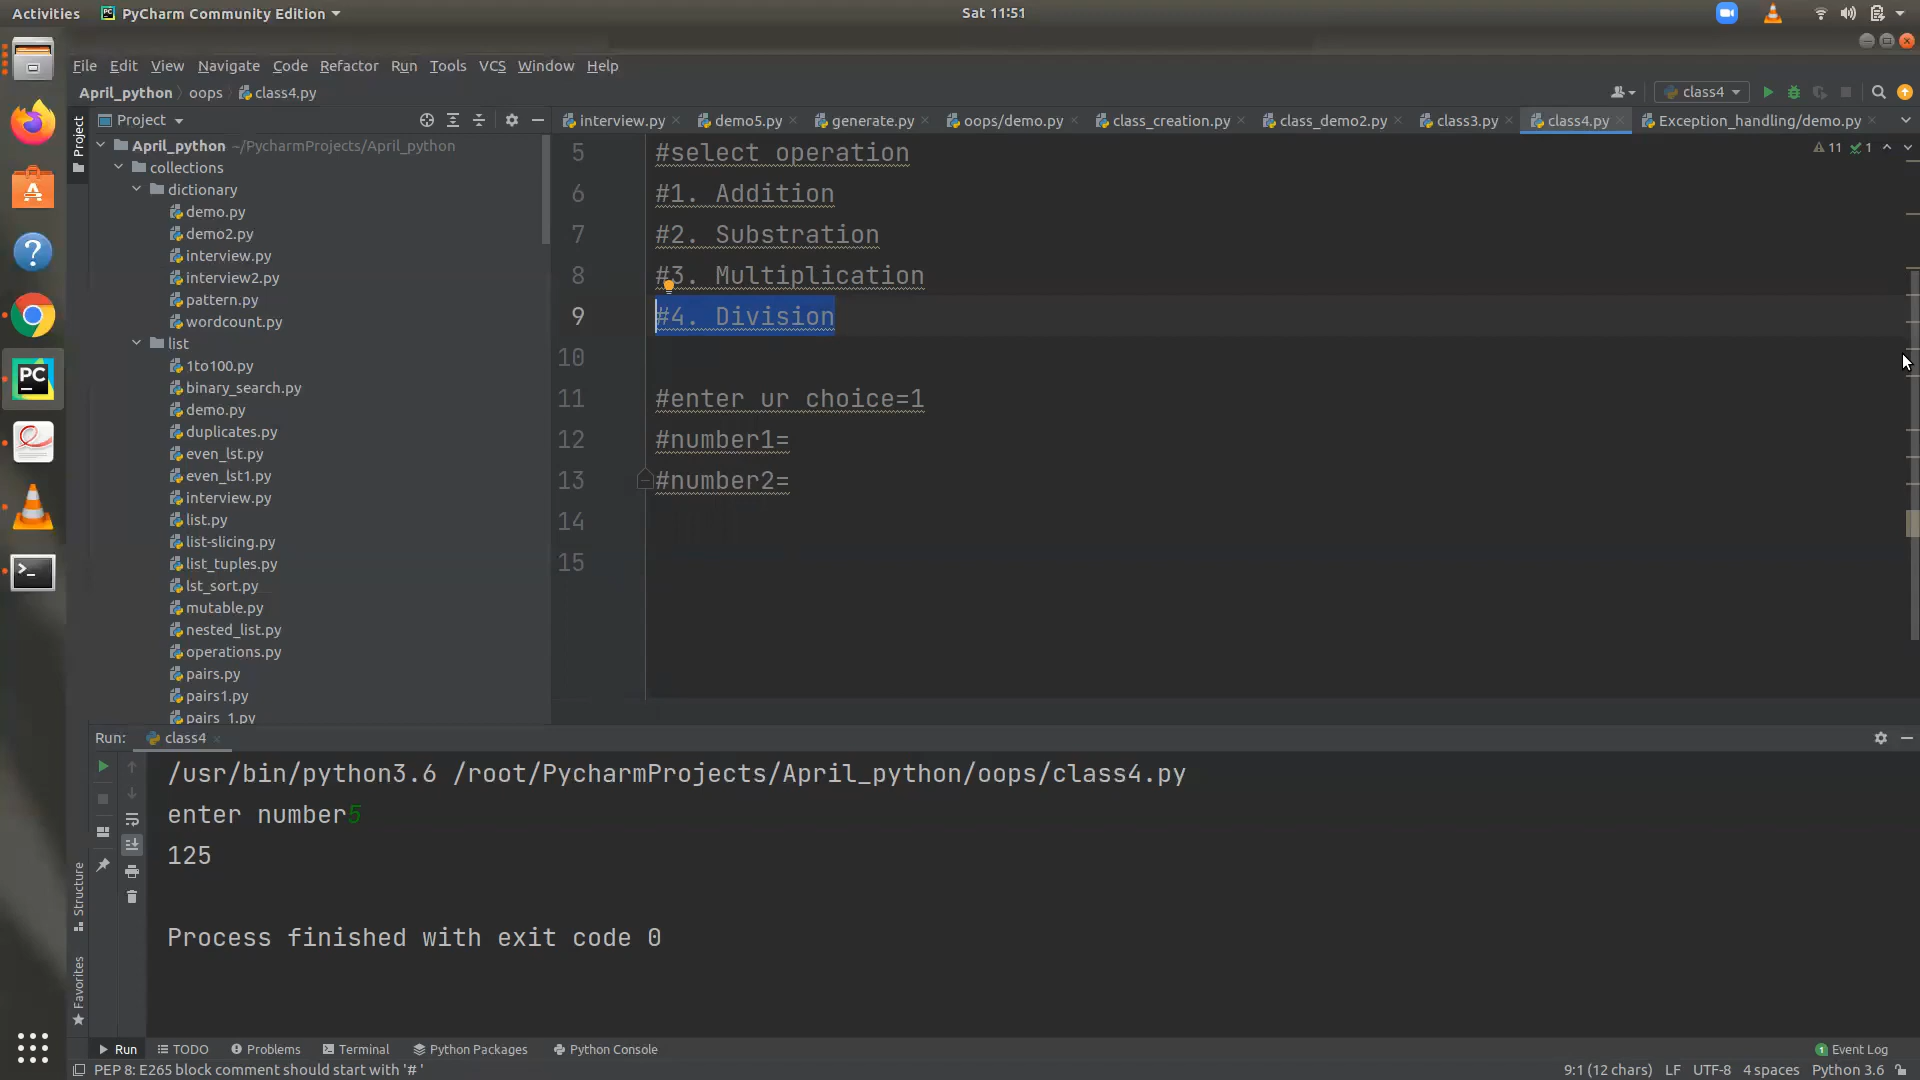 Activities PyCharm Community Edition Sat 11:51
File Edit View Navigate Code Refactor Run Tools VCS Window Help
April_python oops class4.py class4
Project interview.py demo5.py generate.py oops/demo.py class_creation.py class_demo2.py class3.py class4.py Exception_handling/demo.py
Project
April_python ~/PycharmProjects/April_python
collections
dictionary
demo.py
demo2.py
interview.py
interview2.py
pattern.py
wordcount.py
list
1to100.py
binary_search.py
demo.py
duplicates.py
even_lst.py
even_lst1.py
interview.py
list.py
list-slicing.py
list_tuples.py
lst_sort.py
mutable.py
nested_list.py
operations.py
pairs.py
pairs1.py
pairs_1.py
11 1
5 #select operation
6 #1. Addition
7 #2. Substration
8 #3. Multiplication
9 #4. Division
10
11 #enter ur choice=1
12 #number1=
13 #number2=
14
15
Run: class4
/usr/bin/python3.6 /root/PycharmProjects/April_python/oops/class4.py
enter number5
125
Process finished with exit code 0
Structure
Favorites
Run TODO Problems Terminal Python Packages Python Console 1 Event Log
PEP 8: E265 block comment should start with '# ' 9:1 (12 chars) LF UTF-8 4 spaces Python 3.6